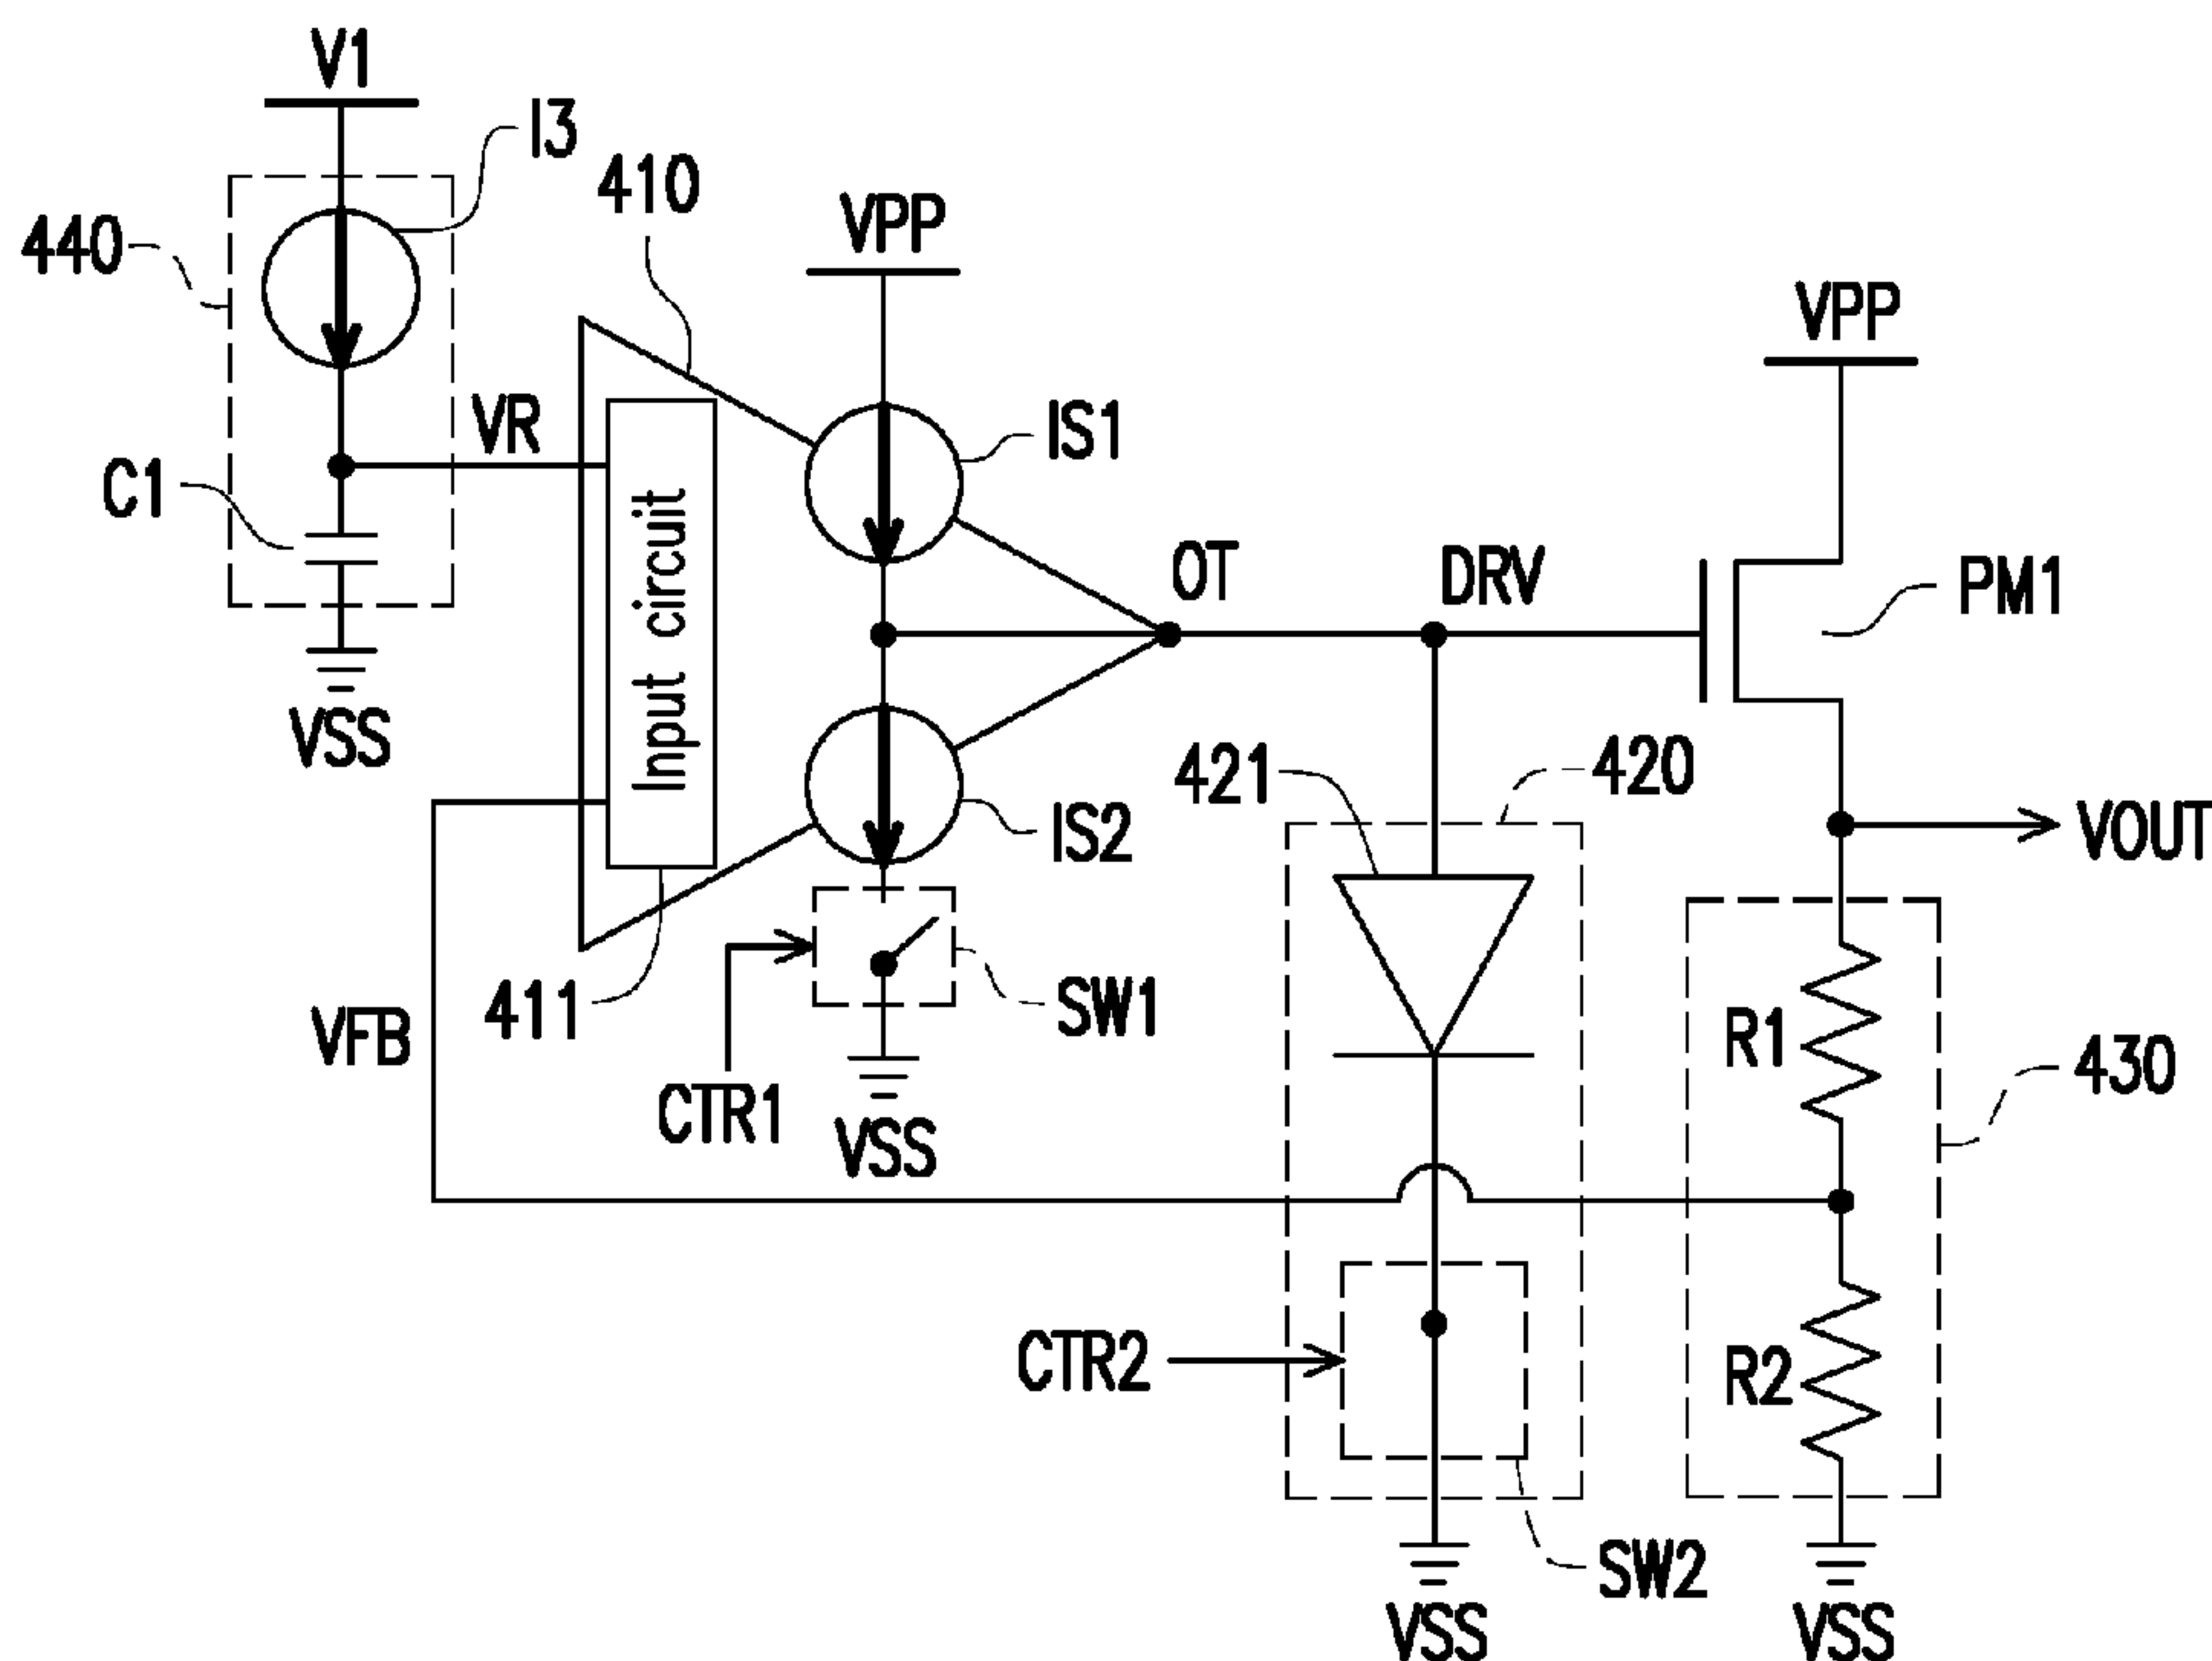 V1
I3
410
440
VPP
VPP
VR
IS1
C1
Input circuit
OT
DRV
PM1
VSS
421
420
IS2
VOUT
411
SW1
VFB
R1
430
CTR1
VSS
CTR2
R2
SW2
VSS
VSS